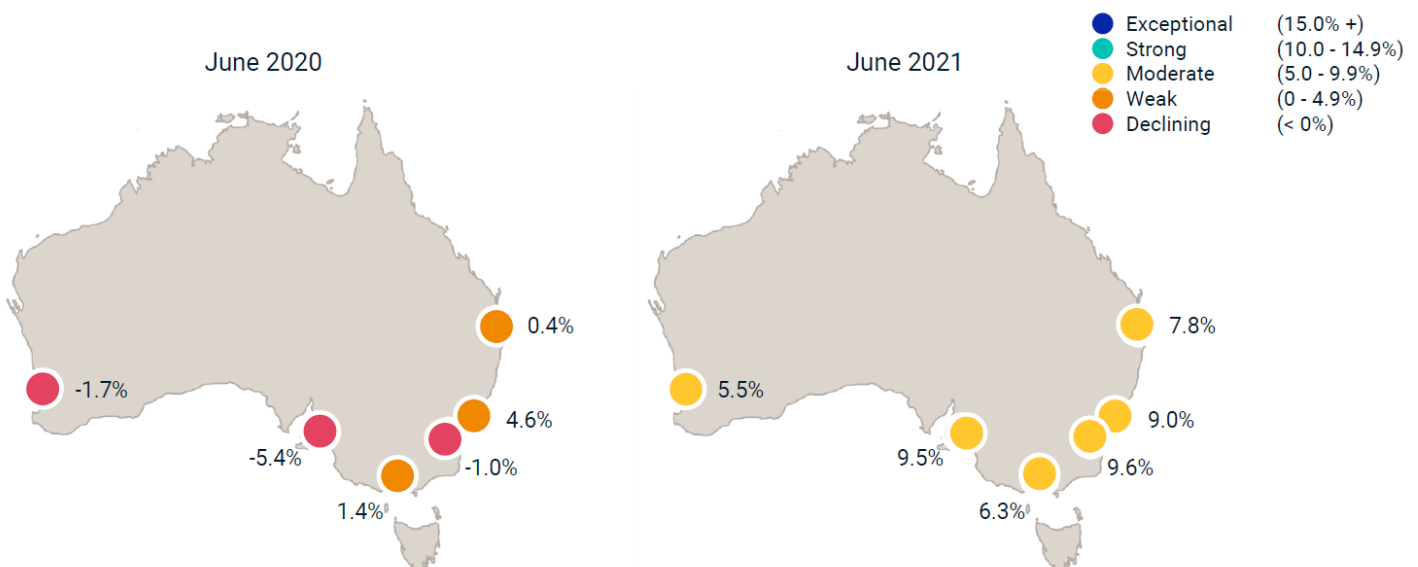 June 2020
0.4%
-1.7%
4.6%
-5.4%
-1.0%
1.4%
June 2021
7.8%
5.5%
9.0%
9.5%
9.6%
6.3%
Exceptional (15.0% +)
Strong (10.0 - 14.9%)
Moderate (5.0 - 9.9%)
Weak (0 - 4.9%)
Declining (< 0%)